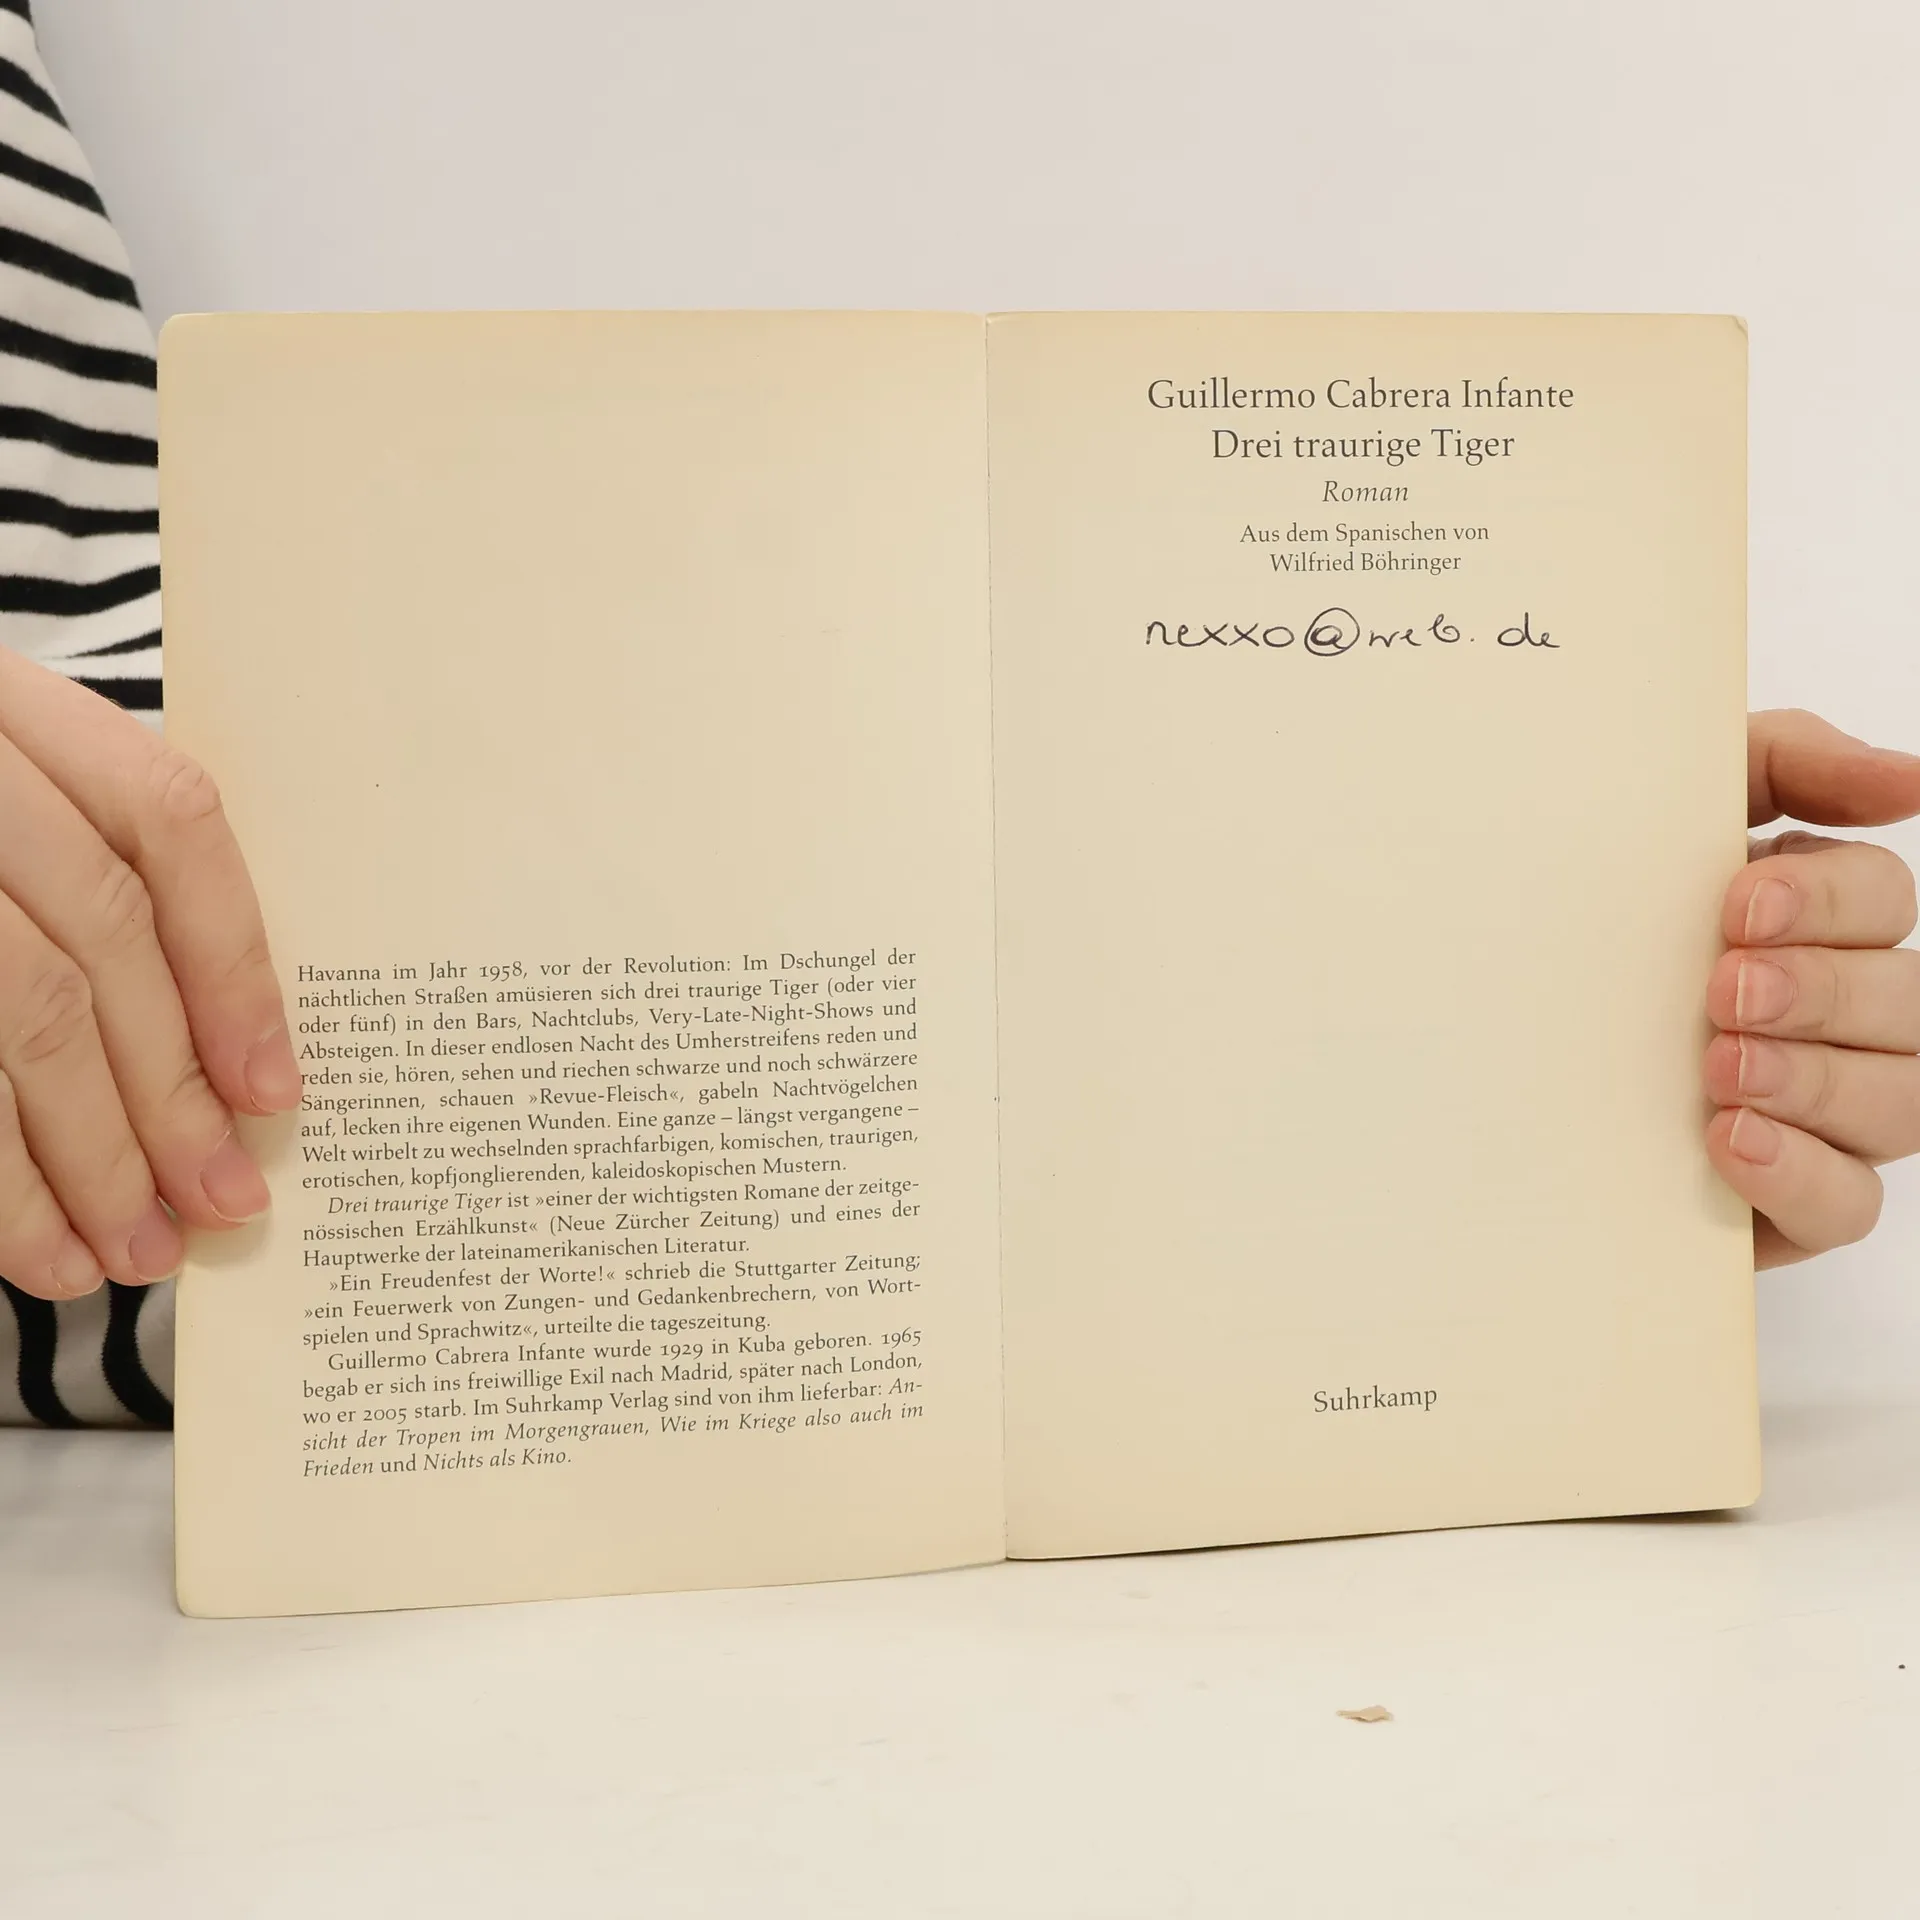 Havanna im Jahr 1958, vor der Revolution: Im Dschungel der
nächtlichen Straßen amüsieren sich drei traurige Tiger (oder vier
oder fünf) in den Bars, Nachtclubs, Very-Late-Night-Shows und
Absteigen. In dieser endlosen Nacht des Umherstreifens reden und
reden sie, hören, sehen und riechen schwarze und noch schwärzere
Sängerinnen, schauen »Revue-Fleisch«, gabeln Nachtvögelchen
auf, lecken ihre eigenen Wunden. Eine ganze – längst vergangene –
Welt wirbelt zu wechselnden sprachfarbigen, komischen, traurigen,
erotischen, kopfjonglierenden, kaleidoskopischen Mustern.
Drei traurige Tiger ist »einer der wichtigsten Romane der zeitge-
nössischen Erzählkunst« (Neue Zürcher Zeitung) und eines der
Hauptwerke der lateinamerikanischen Literatur.
»Ein Freudenfest der Worte!« schrieb die Stuttgarter Zeitung;
»ein Feuerwerk von Zungen- und Gedankenbrechern, von Wort-
spielen und Sprachwitz«, urteilte die tageszeitung.
Guillermo Cabrera Infante wurde 1929 in Kuba geboren. 1965
begab er sich ins freiwillige Exil nach Madrid, später nach London,
wo er 2005 starb. Im Suhrkamp Verlag sind von ihm lieferbar: An-
sicht der Tropen im Morgengrauen, Wie im Kriege also auch im
Frieden und Nichts als Kino.
Guillermo Cabrera Infante
Drei traurige Tiger
Roman
Aus dem Spanischen von
Wilfried Böhringer
nexxo@web.de
Suhrkamp